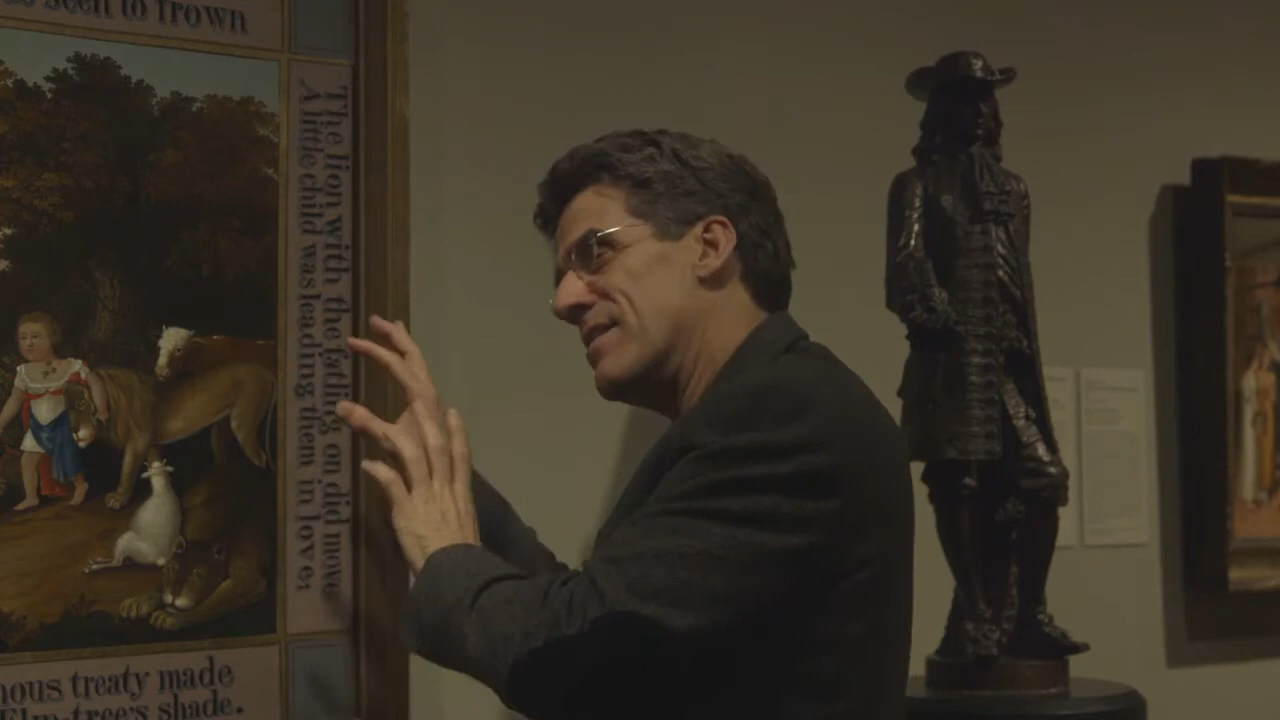 seen to frown
The lion with the fatling on did move
A little child was leading them in love;
treaty made
Elm-tree's shade.